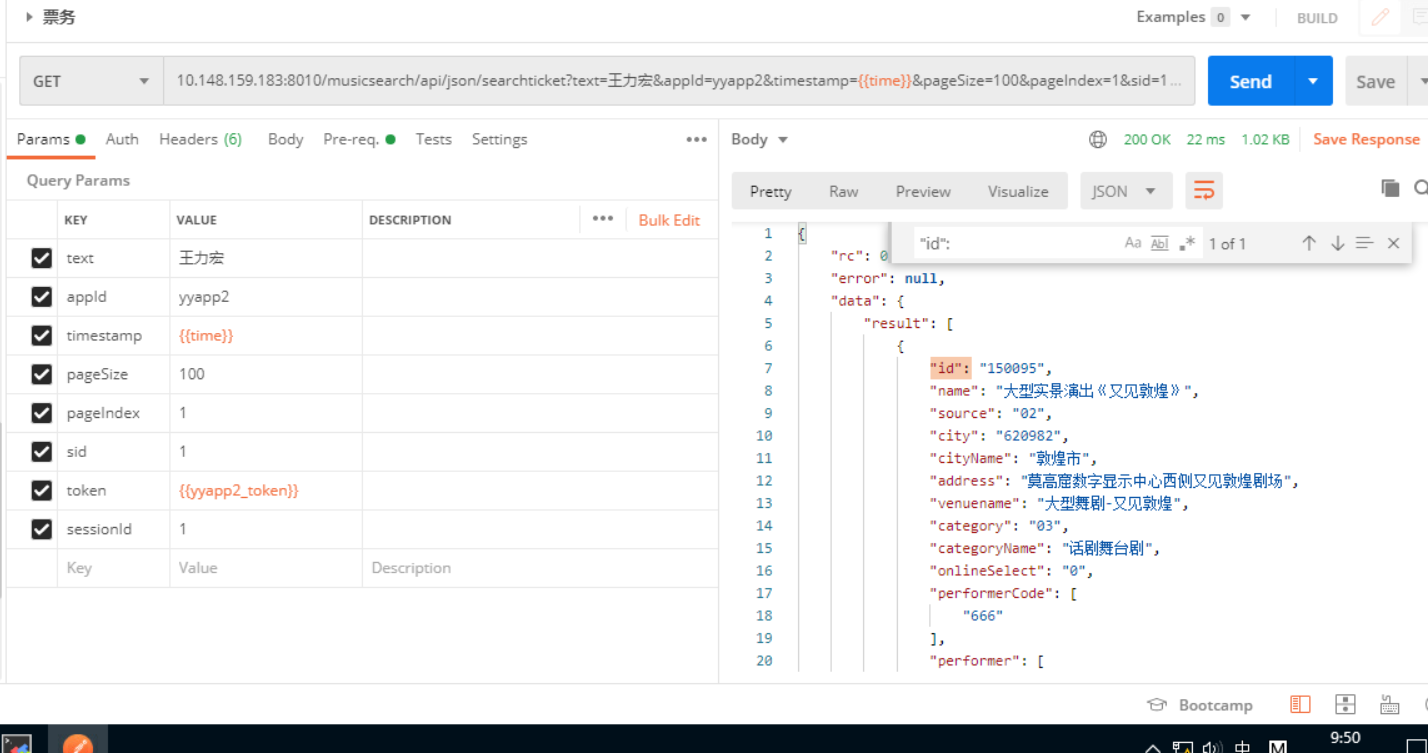 票务
Examples 0
BUILD
GET
10.148.159.183:8010/musicsearch/api/json/searchticket?text=王力宏&appId=yyapp2&timestamp={{time}}&pageSize=100&pageIndex=1&sid=1...
Send
Save
Params
Auth
Headers (6)
Body
Pre-req.
Tests
Settings
Query Params
KEY VALUE DESCRIPTION
Bulk Edit
text 王力宏
appId yyapp2
timestamp {{time}}
pageSize 100
pageIndex 1
sid 1
token {{yyapp2_token}}
sessionId 1
Key Value Description
Body
200 OK 22 ms 1.02 KB Save Response
Pretty Raw Preview Visualize JSON
"id": Aa Abl .* 1 of 1
1 {
2 "rc": 0
3 "error": null,
4 "data": {
5 "result": [
6 {
7 "id": "150095",
8 "name": "大型实景演出《又见敦煌》",
9 "source": "02",
10 "city": "620982",
11 "cityName": "敦煌市",
12 "address": "莫高窟数字显示中心西侧又见敦煌剧场",
13 "venuename": "大型舞剧-又见敦煌",
14 "category": "03",
15 "categoryName": "话剧舞台剧",
16 "onlineSelect": "0",
17 "performerCode": [
18 "666"
19 ],
20 "performer": [
Bootcamp
中 M
9:50